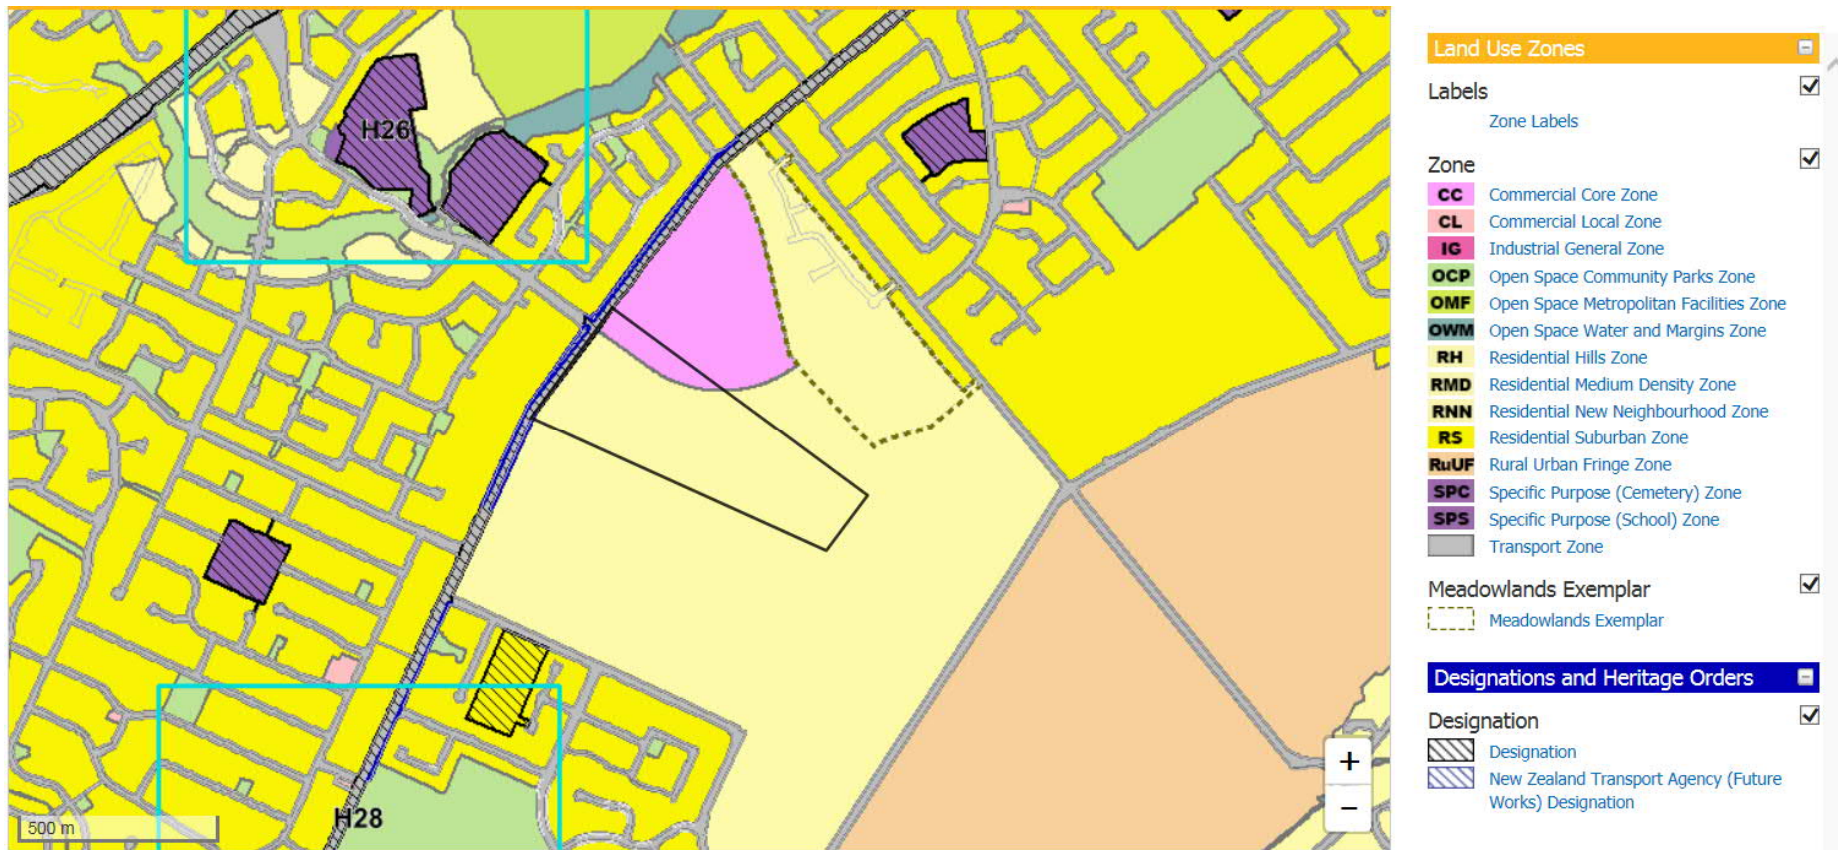 H26
H28
500 m
+
−
Land Use Zones
Labels
Zone Labels
Zone
CC Commercial Core Zone
CL Commercial Local Zone
IG Industrial General Zone
OCP Open Space Community Parks Zone
OMF Open Space Metropolitan Facilities Zone
OWM Open Space Water and Margins Zone
RH Residential Hills Zone
RMD Residential Medium Density Zone
RNN Residential New Neighbourhood Zone
RS Residential Suburban Zone
RuUF Rural Urban Fringe Zone
SPC Specific Purpose (Cemetery) Zone
SPS Specific Purpose (School) Zone
Transport Zone
Meadowlands Exemplar
Meadowlands Exemplar
Designations and Heritage Orders
Designation
Designation
New Zealand Transport Agency (Future
Works) Designation